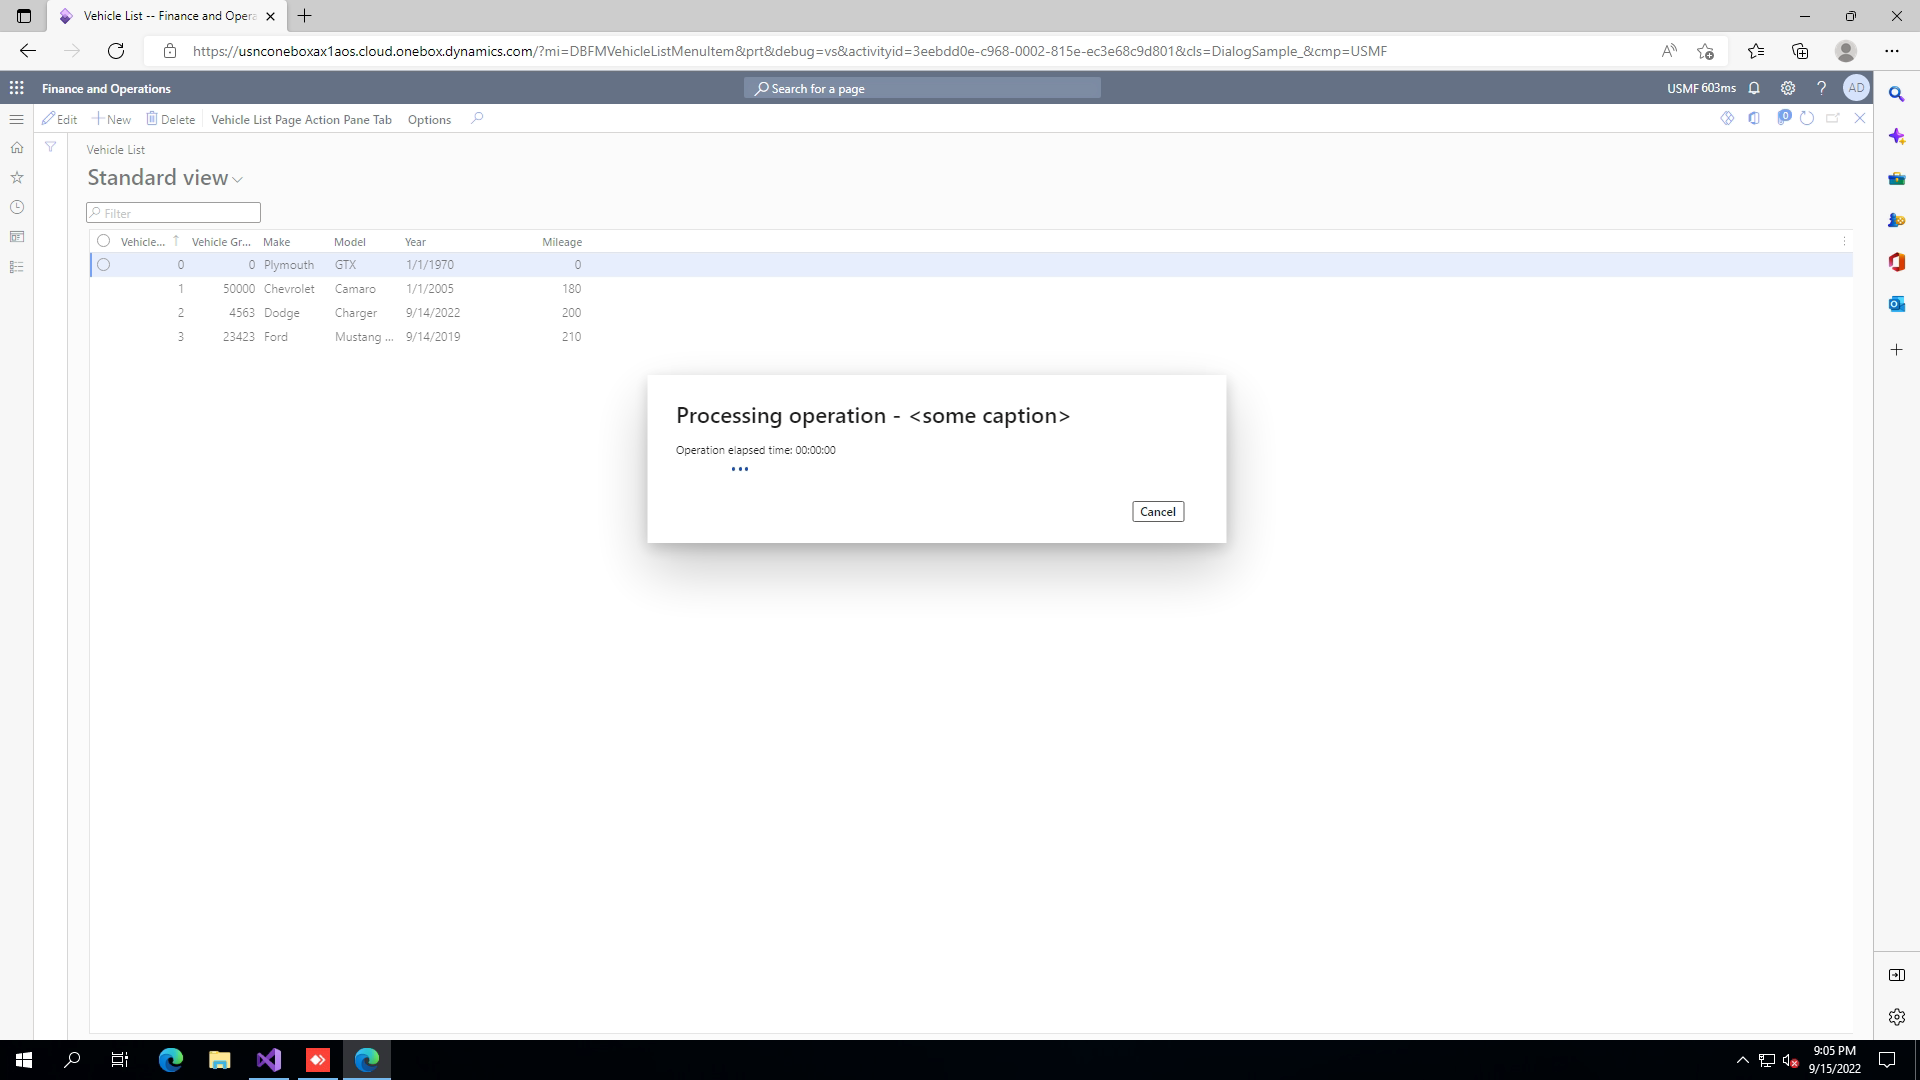 Vehicle List -- Finance and Opera
https://usnconeboxax1aos.cloud.onebox.dynamics.com/?mi=DBFMVehicleListMenuItem&prt&debug=vs&activityid=3eebdd0e-c968-0002-815e-ec3e68c9d801&cls=DialogSample_&cmp=USMF
Finance and Operations
Search for a page
USMF 603ms
AD
Edit
New
Delete
Vehicle List Page Action Pane Tab
Options
0
Vehicle List
Standard view
Filter
Vehicle... Vehicle Gr... Make Model Year Mileage
0 0 Plymouth GTX 1/1/1970 0
1 50000 Chevrolet Camaro 1/1/2005 180
2 4563 Dodge Charger 9/14/2022 200
3 23423 Ford Mustang ... 9/14/2019 210
Processing operation - <some caption>
Operation elapsed time: 00:00:00
Cancel
9:05 PM
9/15/2022